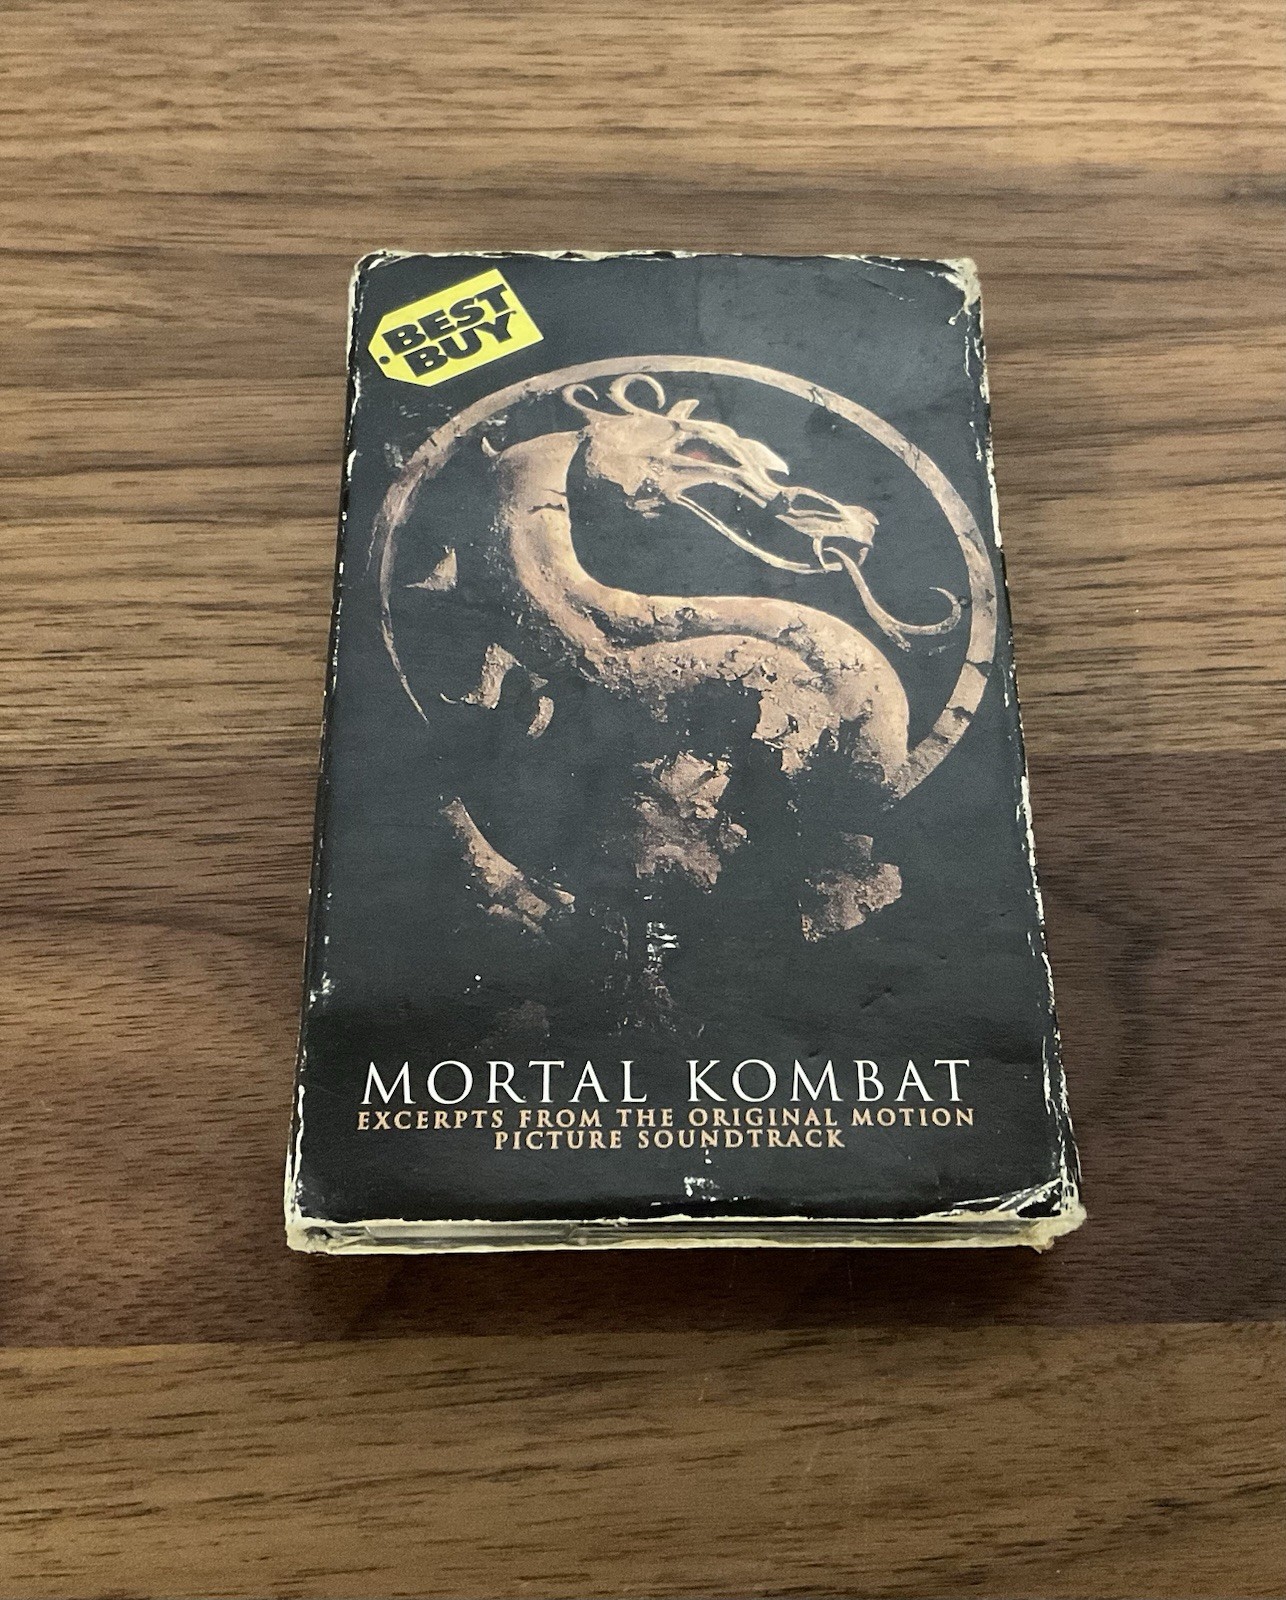 BEST
BUY
MORTAL KOMBAT
EXCERPTS FROM THE ORIGINAL MOTION
PICTURE SOUNDTRACK